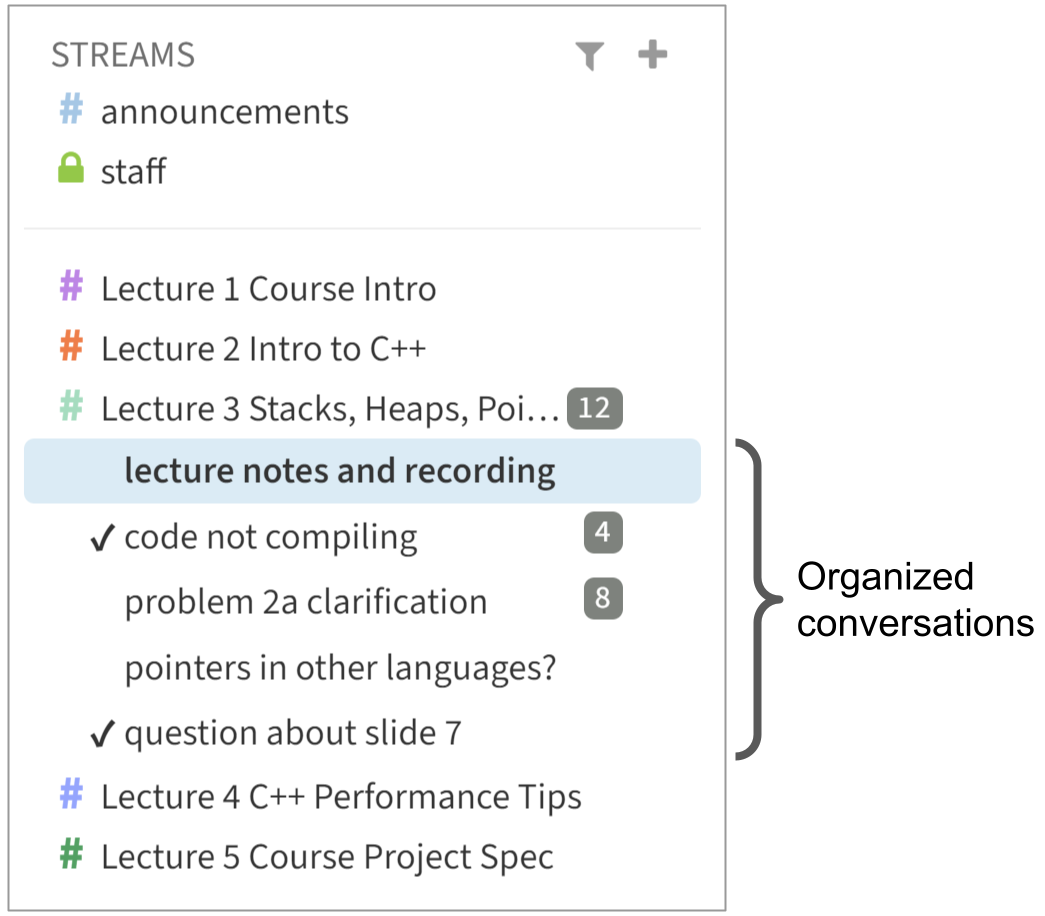 STREAMS
# announcements
staff
# Lecture 1 Course Intro
# Lecture 2 Intro to C++
# Lecture 3 Stacks, Heaps, Poi... 12
lecture notes and recording
✓ code not compiling 4
problem 2a clarification 8
pointers in other languages?
✓ question about slide 7
# Lecture 4 C++ Performance Tips
# Lecture 5 Course Project Spec
Organized
conversations